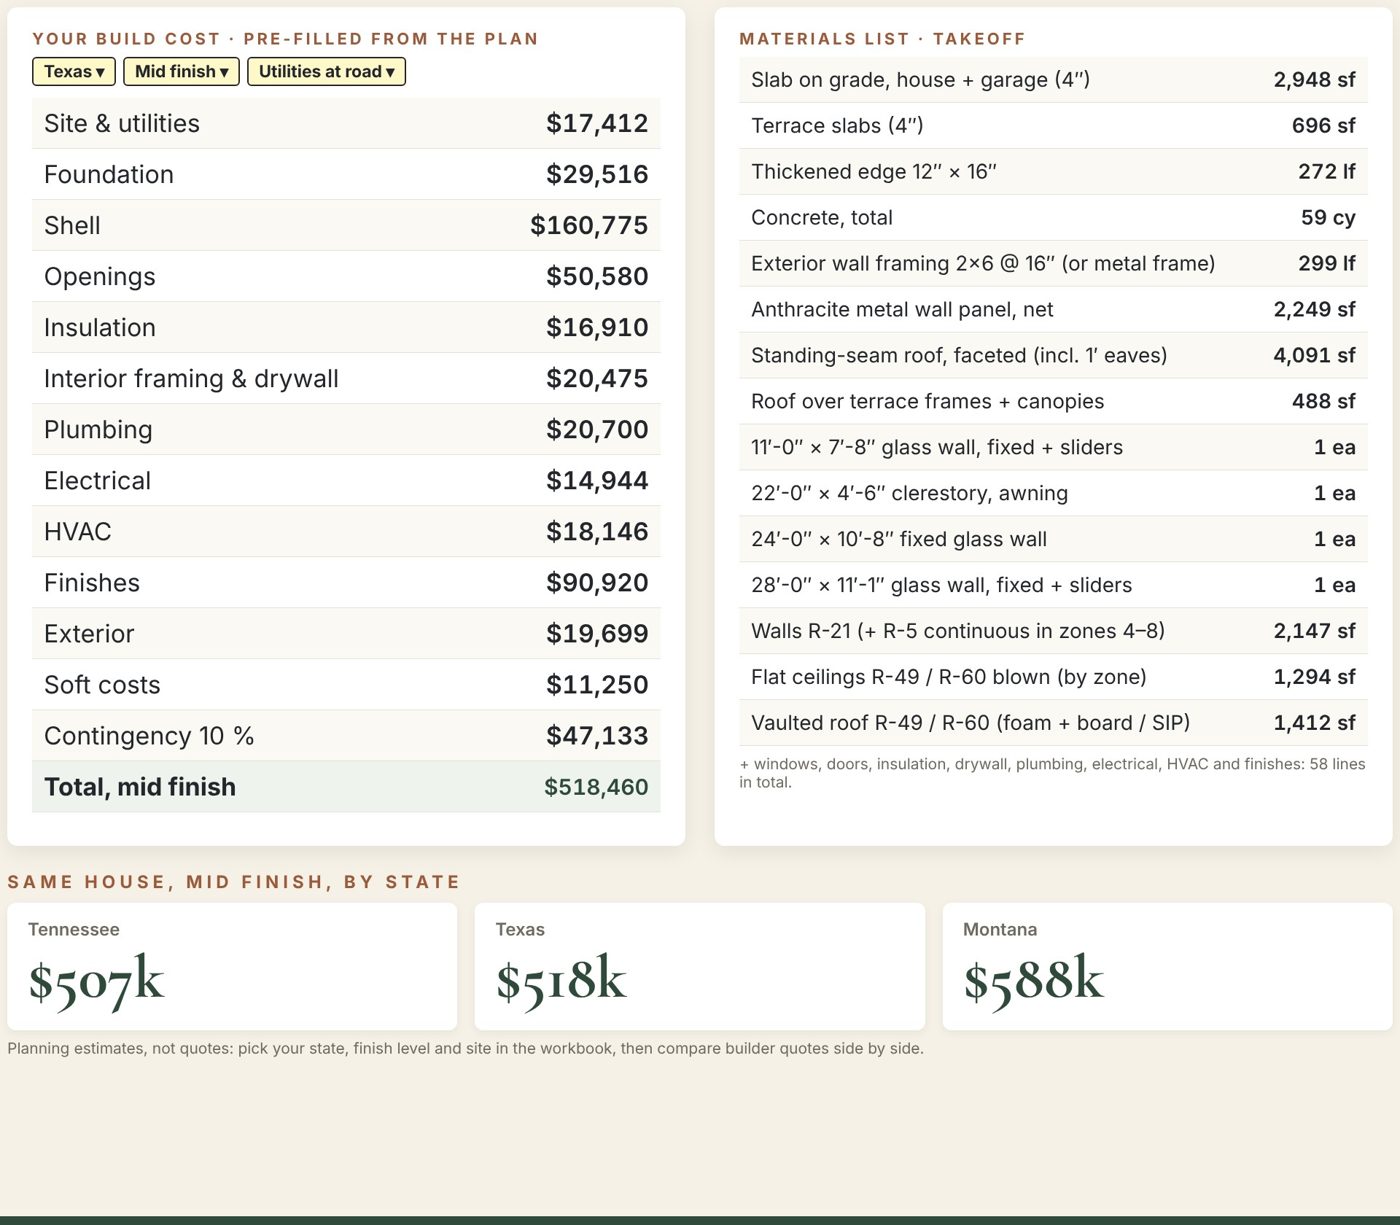 YOUR BUILD COST · PRE-FILLED FROM THE PLAN
Texas ▾ Mid finish ▾ Utilities at road ▾
Site & utilities $17,412
Foundation $29,516
Shell $160,775
Openings $50,580
Insulation $16,910
Interior framing & drywall $20,475
Plumbing $20,700
Electrical $14,944
HVAC $18,146
Finishes $90,920
Exterior $19,699
Soft costs $11,250
Contingency 10 % $47,133
Total, mid finish $518,460
MATERIALS LIST · TAKEOFF
Slab on grade, house + garage (4″) 2,948 sf
Terrace slabs (4″) 696 sf
Thickened edge 12″ × 16″ 272 lf
Concrete, total 59 cy
Exterior wall framing 2×6 @ 16″ (or metal frame) 299 lf
Anthracite metal wall panel, net 2,249 sf
Standing-seam roof, faceted (incl. 1′ eaves) 4,091 sf
Roof over terrace frames + canopies 488 sf
11′-0″ × 7′-8″ glass wall, fixed + sliders 1 ea
22′-0″ × 4′-6″ clerestory, awning 1 ea
24′-0″ × 10′-8″ fixed glass wall 1 ea
28′-0″ × 11′-1″ glass wall, fixed + sliders 1 ea
Walls R-21 (+ R-5 continuous in zones 4–8) 2,147 sf
Flat ceilings R-49 / R-60 blown (by zone) 1,294 sf
Vaulted roof R-49 / R-60 (foam + board / SIP) 1,412 sf
+ windows, doors, insulation, drywall, plumbing, electrical, HVAC and finishes: 58 lines
in total.
SAME HOUSE, MID FINISH, BY STATE
Tennessee
$507k
Texas
$518k
Montana
$588k
Planning estimates, not quotes: pick your state, finish level and site in the workbook, then compare builder quotes side by side.